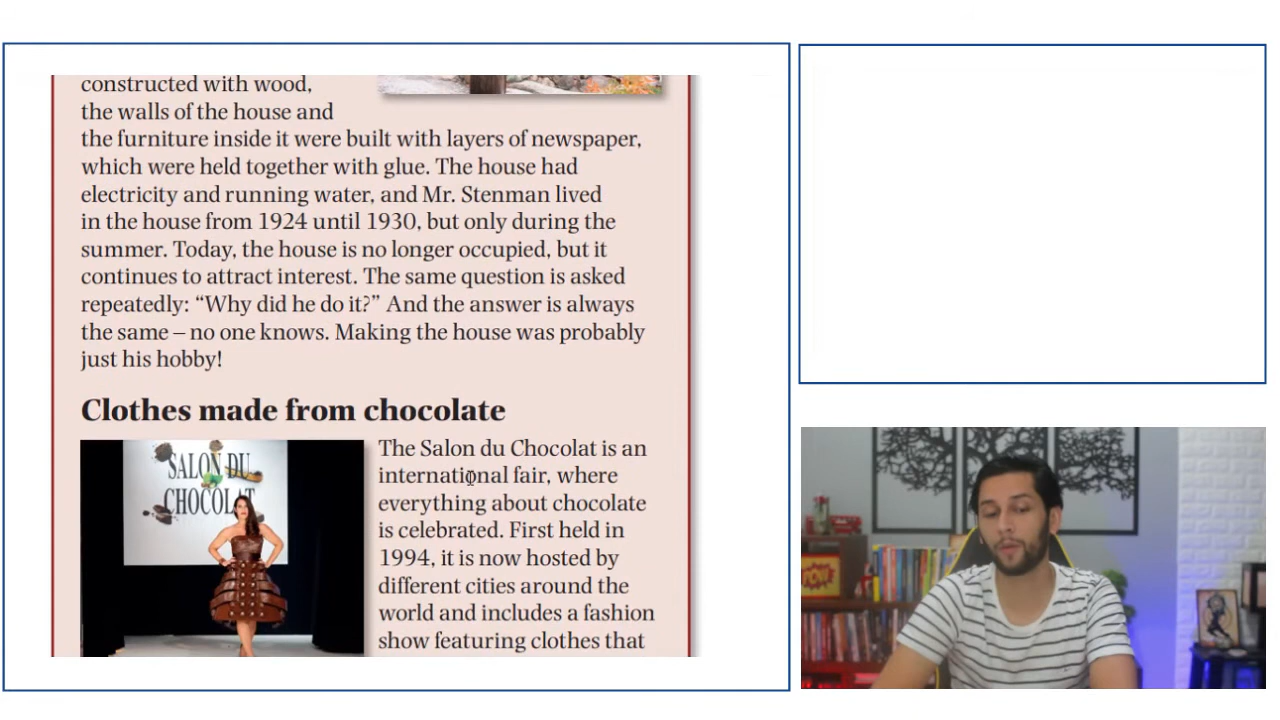 constructed with wood,
the walls of the house and
the furniture inside it were built with layers of newspaper,
which were held together with glue. The house had
electricity and running water, and Mr. Stenman lived
in the house from 1924 until 1930, but only during the
summer. Today, the house is no longer occupied, but it
continues to attract interest. The same question is asked
repeatedly: “Why did he do it?” And the answer is always
the same – no one knows. Making the house was probably
just his hobby!
Clothes made from chocolate
SALON DU
CHOCOLAT
The Salon du Chocolat is an
international fair, where
everything about chocolate
is celebrated. First held in
1994, it is now hosted by
different cities around the
world and includes a fashion
show featuring clothes that
POW